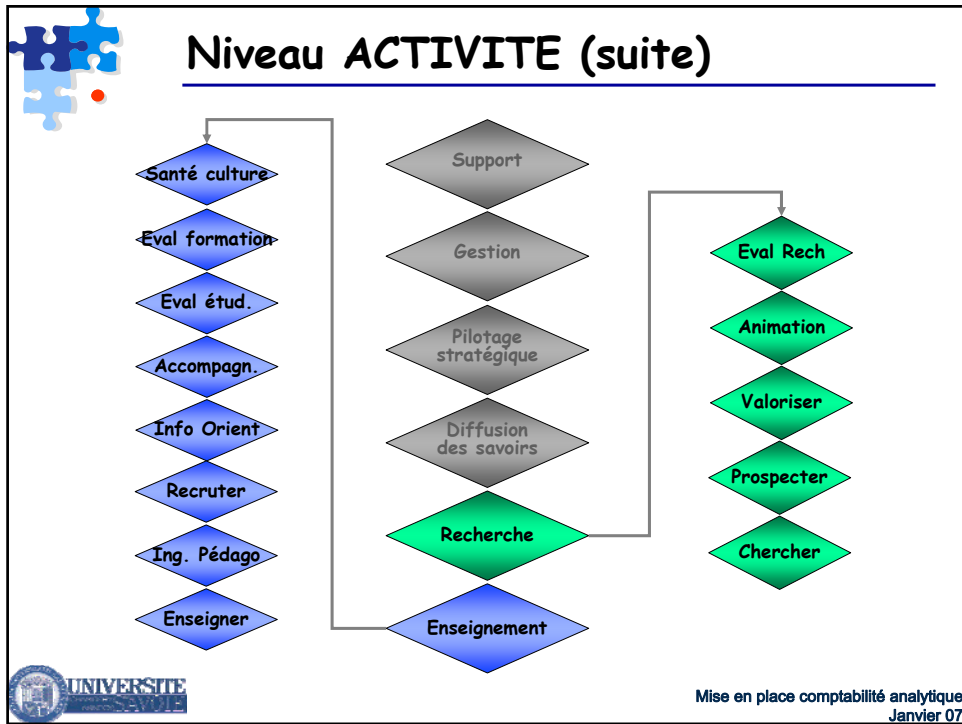 Niveau ACTIVITE (suite)
Santé culture
Eval formation
Eval étud.
Accompagn.
Info Orient
Recruter
Ing. Pédago
Enseigner
Support
Gestion
Pilotage
stratégique
Diffusion
des savoirs
Recherche
Enseignement
Eval Rech
Animation
Valoriser
Prospecter
Chercher
UNIVERSITE
SAVOIE
Mise en place comptabilité analytique
Janvier 07